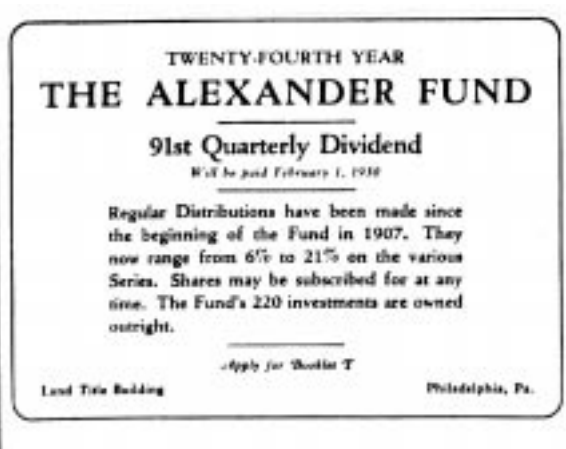 TWENTY-FOURTH YEAR
THE ALEXANDER FUND
91st Quarterly Dividend
Will be paid February 1, 1930
Regular Distributions have been made since
the beginning of the Fund in 1907. They
now range from 6% to 21% on the various
Series. Shares may be subscribed for at any
time. The Fund's 220 investments are owned
outright.
Apply for Booklet T
Land Title Building
Philadelphia, Pa.